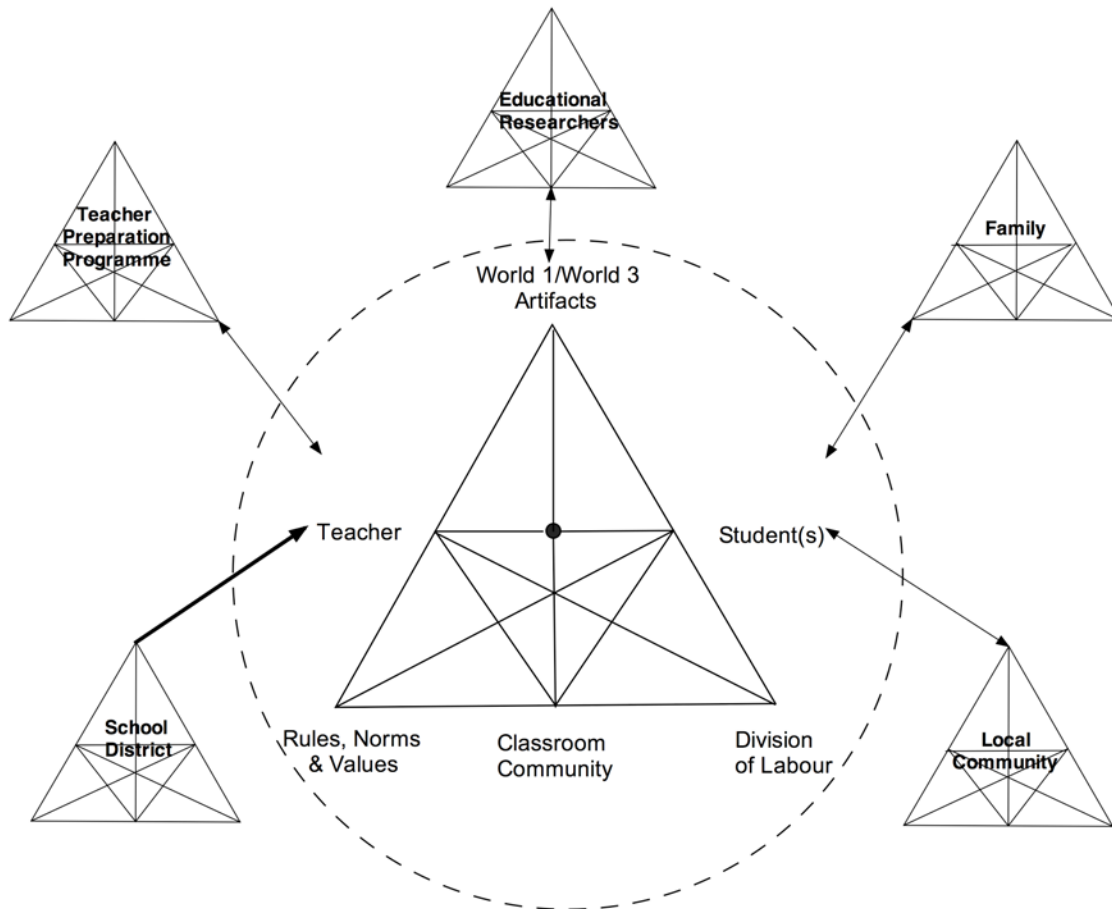 Educational
Researchers
Teacher
Preparation
Programme
Family
World 1/World 3
Artifacts
Teacher
Student(s)
School
District
Rules, Norms
& Values
Classroom
Community
Division
of Labour
Local
Community